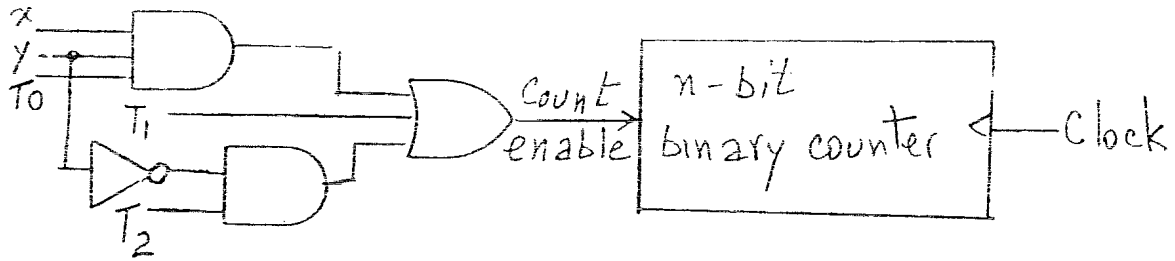 x
y
T0
T1
T2
Count
enable
n-bit
binary counter
Clock